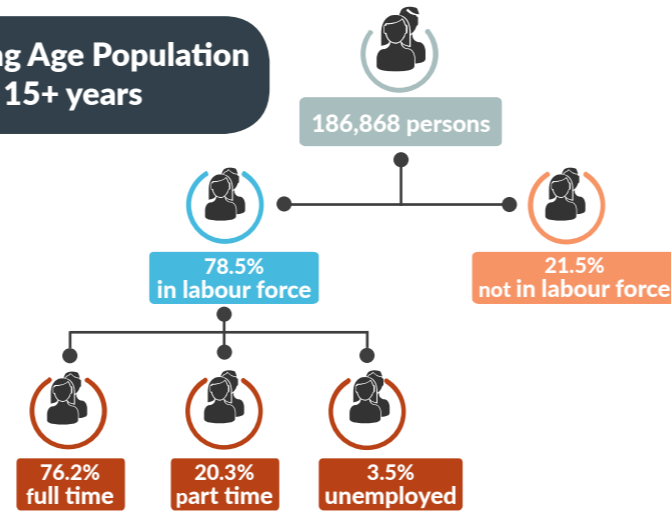 g Age Population
15+ years
186,868 persons
78.5%
in labour force
21.5%
not in labour force
76.2%
full time
20.3%
part time
3.5%
unemployed